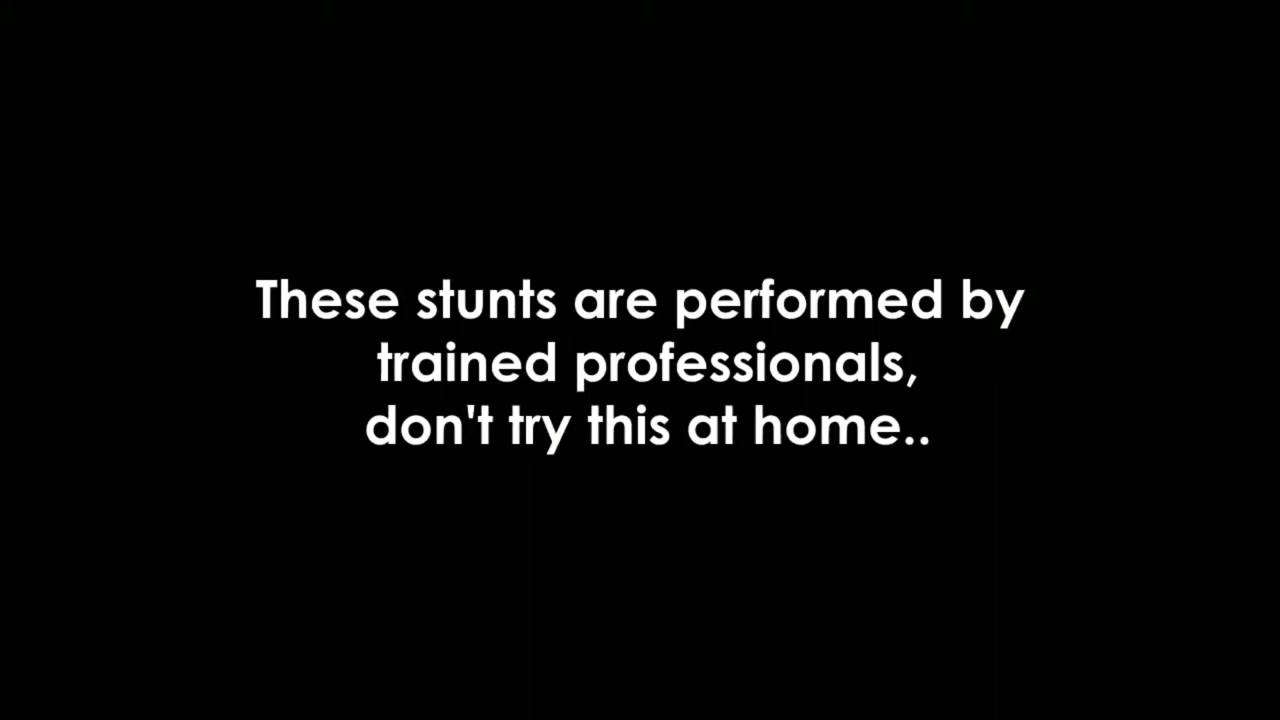 These stunts are performed by
trained professionals,
don't try this at home..